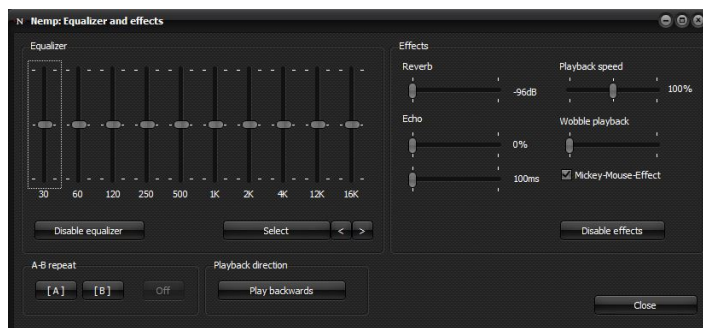 N Nemp: Equalizer and effects
Equalizer
30 60 120 250 500 1K 2K 4K 12K 16K
Disable equalizer
Select < >
Effects
Reverb
-96dB
Playback speed
100%
Echo
0%
100ms
Wobble playback
Mickey-Mouse-Effect
Disable effects
A-B repeat
[A] [B] Off
Playback direction
Play backwards
Close